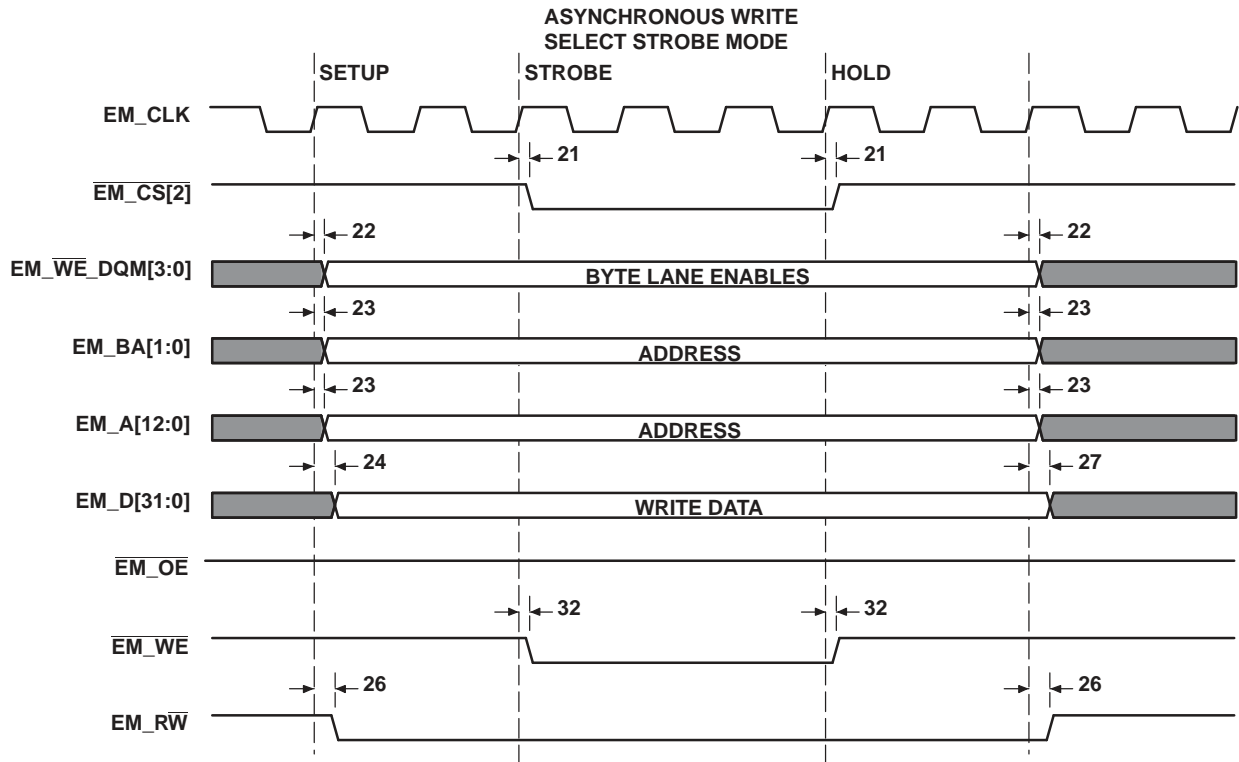 ASYNCHRONOUS WRITE
SELECT STROBE MODE
SETUP STROBE HOLD
EM_CLK
21 21
EM_CS[2]
22 22
EM_WE_DQM[3:0] BYTE LANE ENABLES
23 23
EM_BA[1:0] ADDRESS
23 23
EM_A[12:0] ADDRESS
24 27
EM_D[31:0] WRITE DATA
EM_OE
32 32
EM_WE
26 26
EM_RW